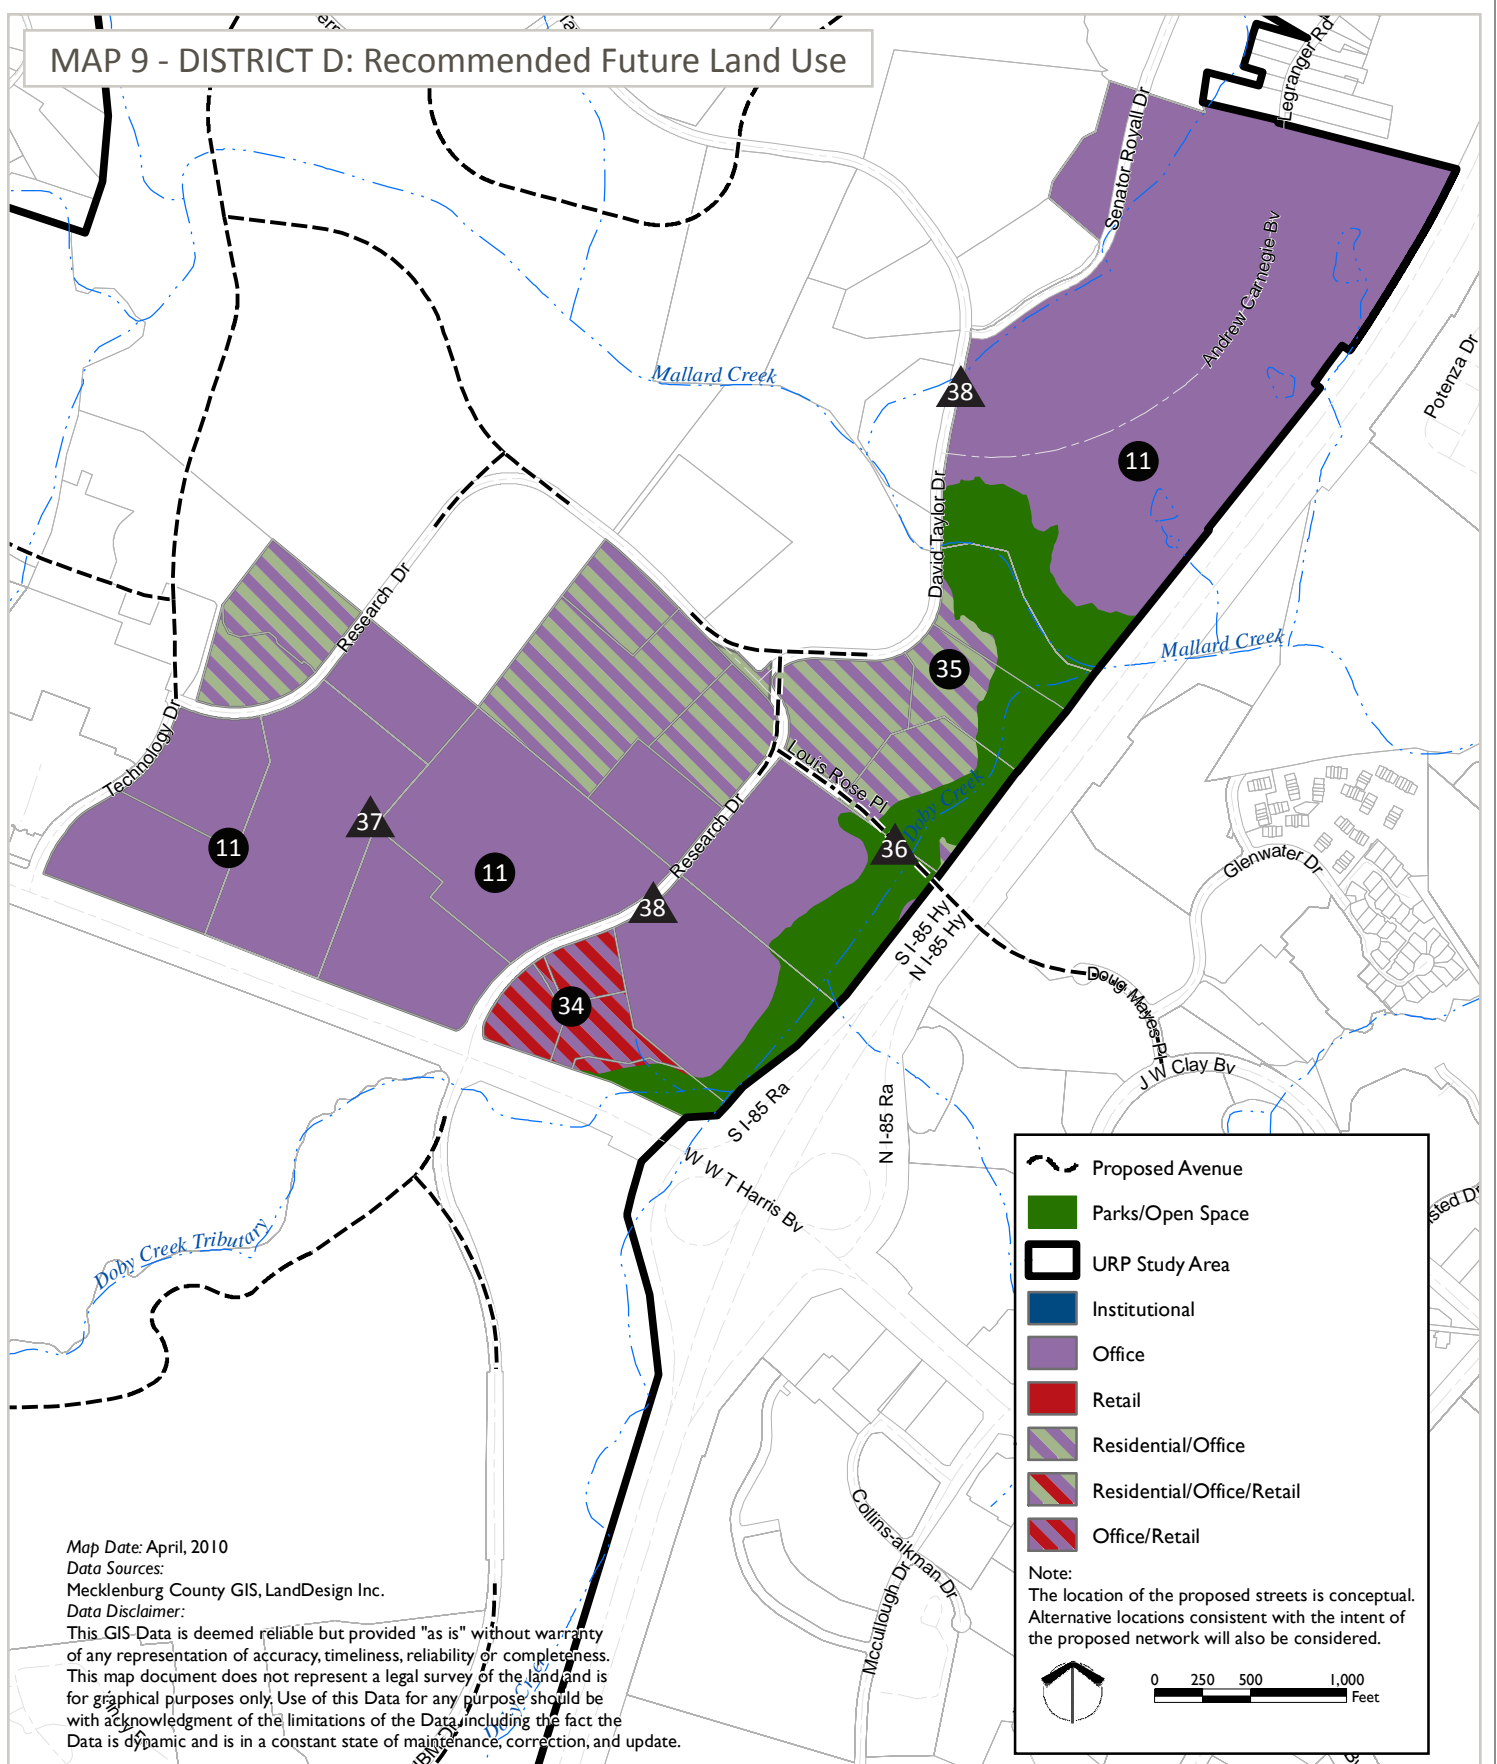 MAP 9 - DISTRICT D: Recommended Future Land Use
Legranger Rd
Senator Royall Dr
Andrew Carnegie Bv
Potenza Dr
Mallard Creek
38
11
David Taylor Dr
Research Dr
Mallard Creek
35
Technology Dr
Louis Rose Pl
Doby Creek
37
11
11
Research Dr
36
Glenwater Dr
38
S I-85 Hy
N I-85 Hy
34
Doug Mayes Pl
J W Clay Bv
S I-85 Ra
N I-85 Ra
W W T Harris Bv
Doby Creek Tributary
Proposed Avenue
Parks/Open Space
URP Study Area
Institutional
Office
Retail
Residential/Office
Residential/Office/Retail
Office/Retail
Note:
The location of the proposed streets is conceptual.
Alternative locations consistent with the intent of
the proposed network will also be considered.
0 250 500 1,000
Feet
Collins-aikman Dr
Mccullough Dr
Map Date: April, 2010
Data Sources:
Mecklenburg County GIS, LandDesign Inc.
Data Disclaimer:
This GIS Data is deemed reliable but provided "as is" without warranty
of any representation of accuracy, timeliness, reliability or completeness.
This map document does not represent a legal survey of the land and is
for graphical purposes only. Use of this Data for any purpose should be
with acknowledgment of the limitations of the Data, including the fact the
Data is dynamic and is in a constant state of maintenance, correction, and update.